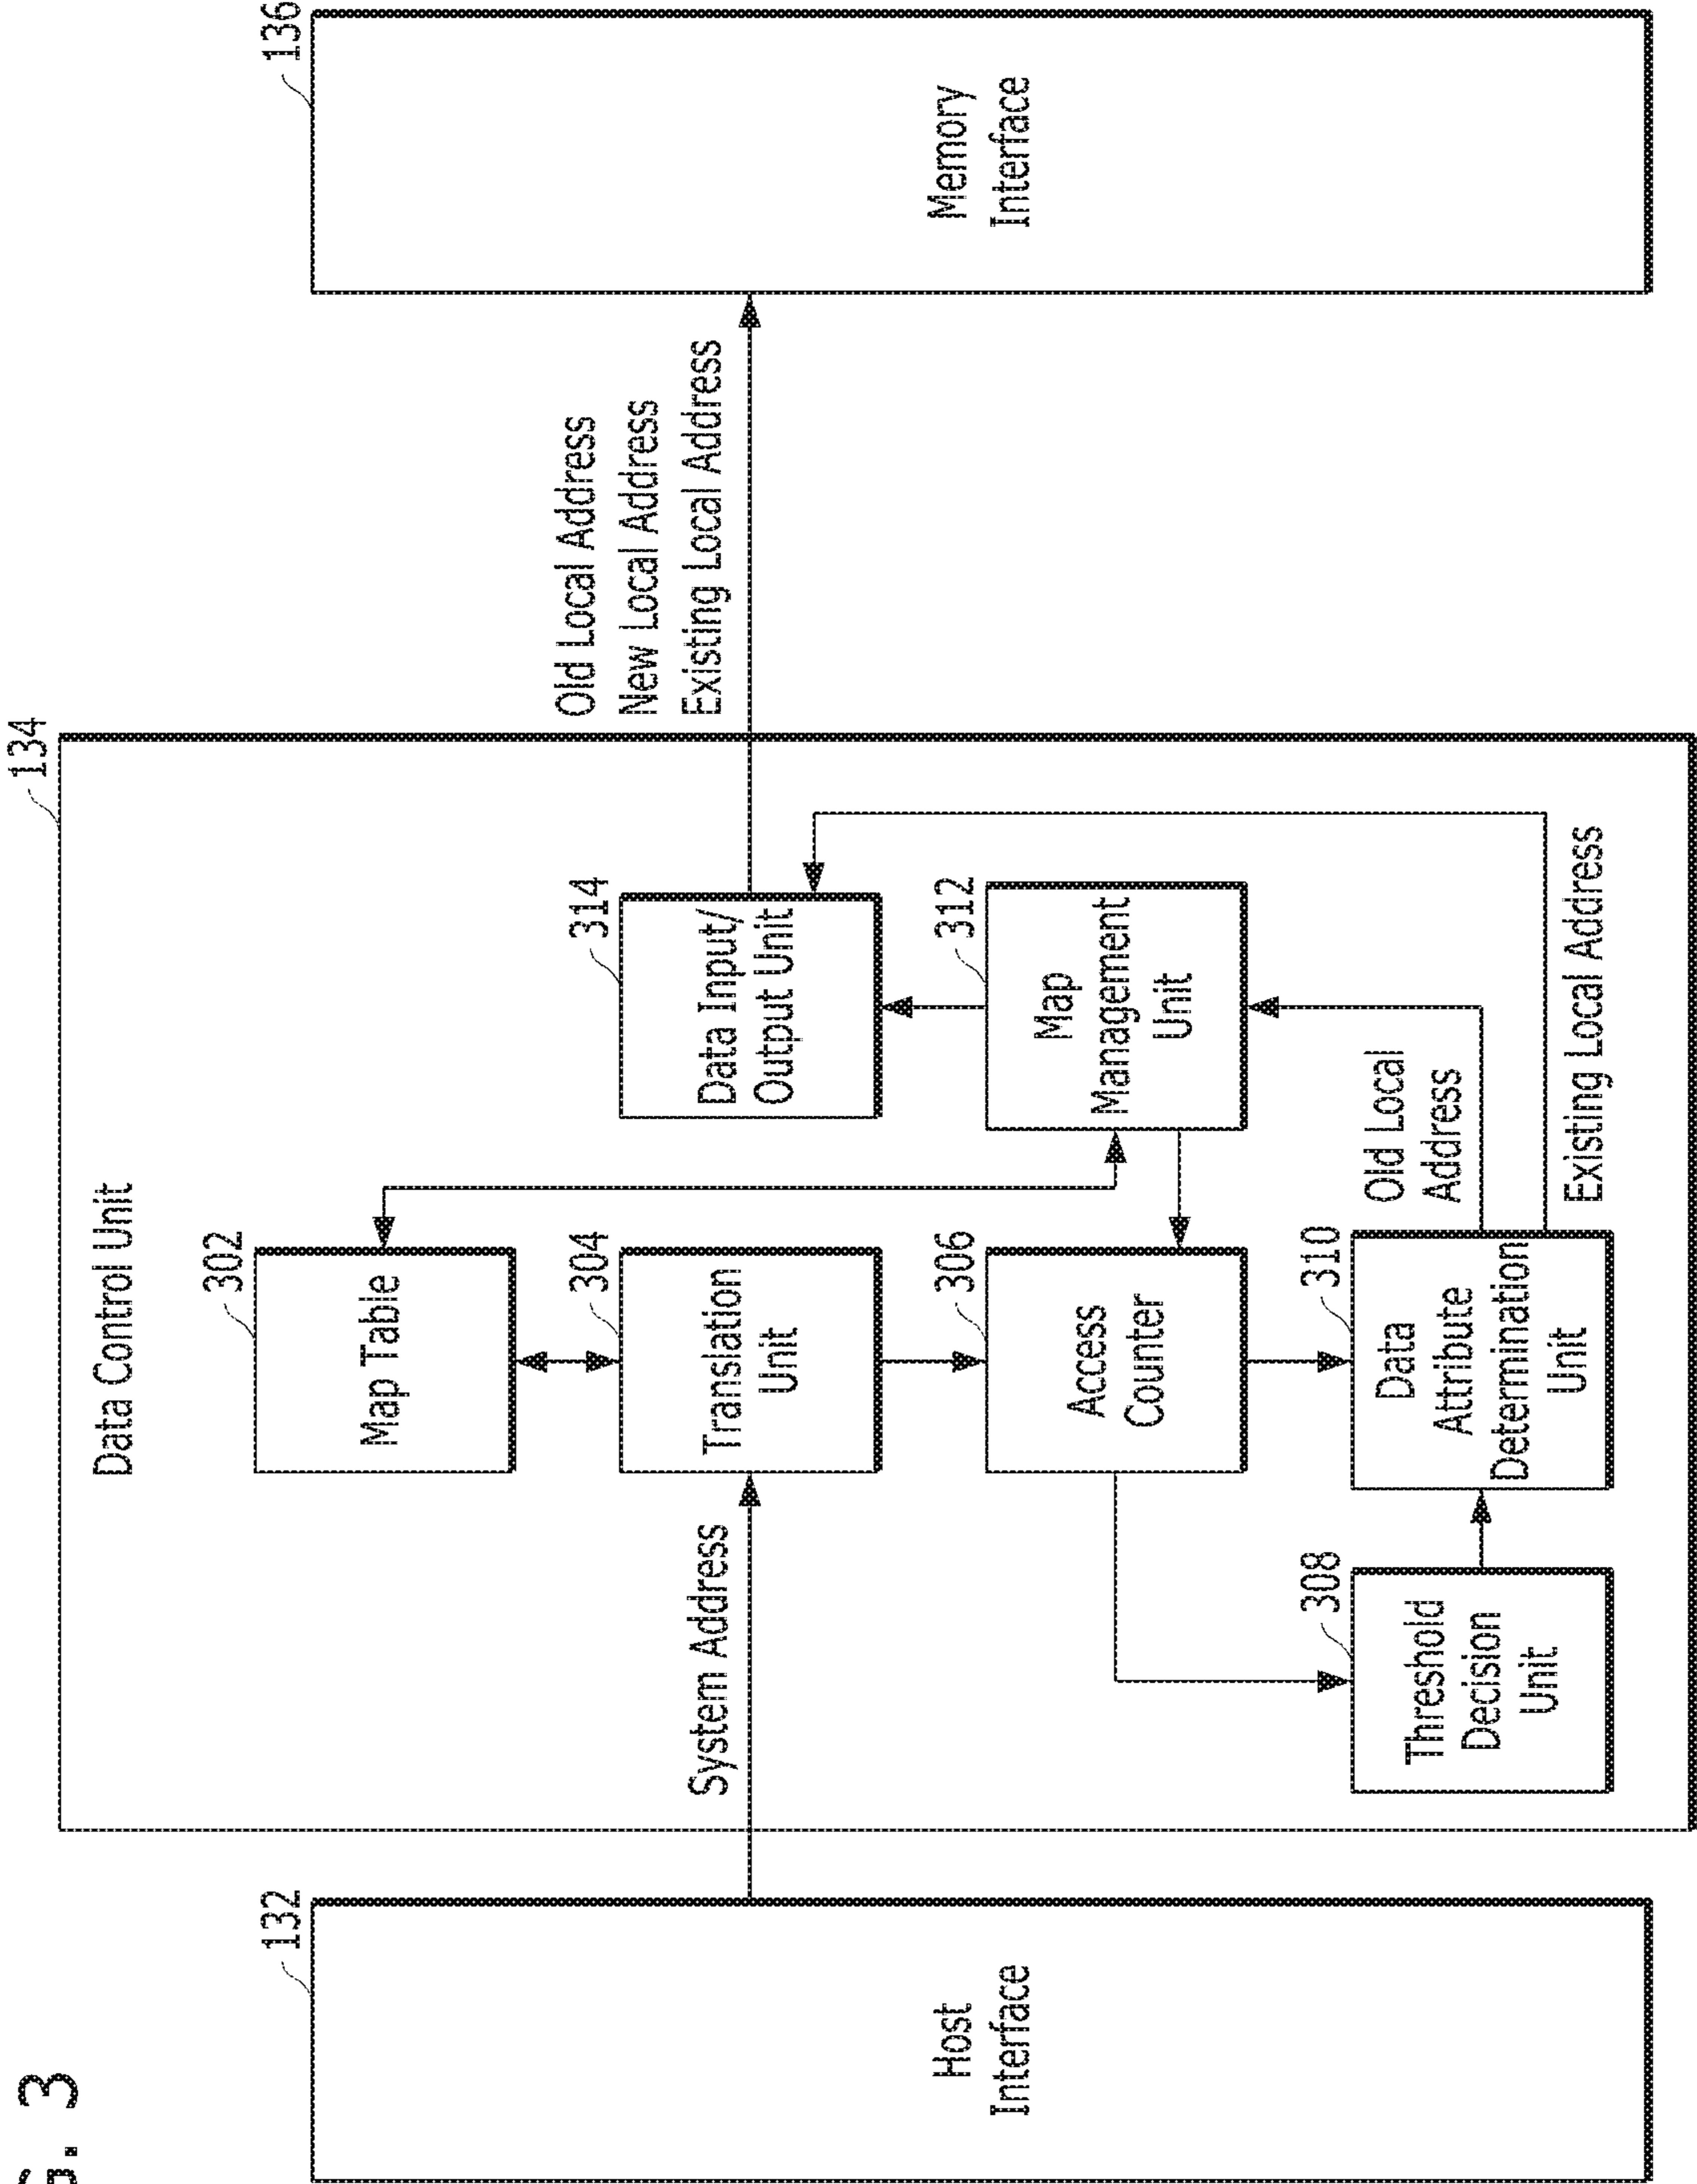 G. 3
132
Host
Interface
134
Data Control Unit
System Address
302
Map Table
304
Translation
Unit
306
Access
Counter
308
Threshold
Decision
Unit
310
Data
Attribute
Determination
Unit
314
Data Input/
Output Unit
312
Map
Management
Unit
Old Local
Address
Existing Local Address
Old Local Address
New Local Address
Existing Local Address
136
Memory
Interface